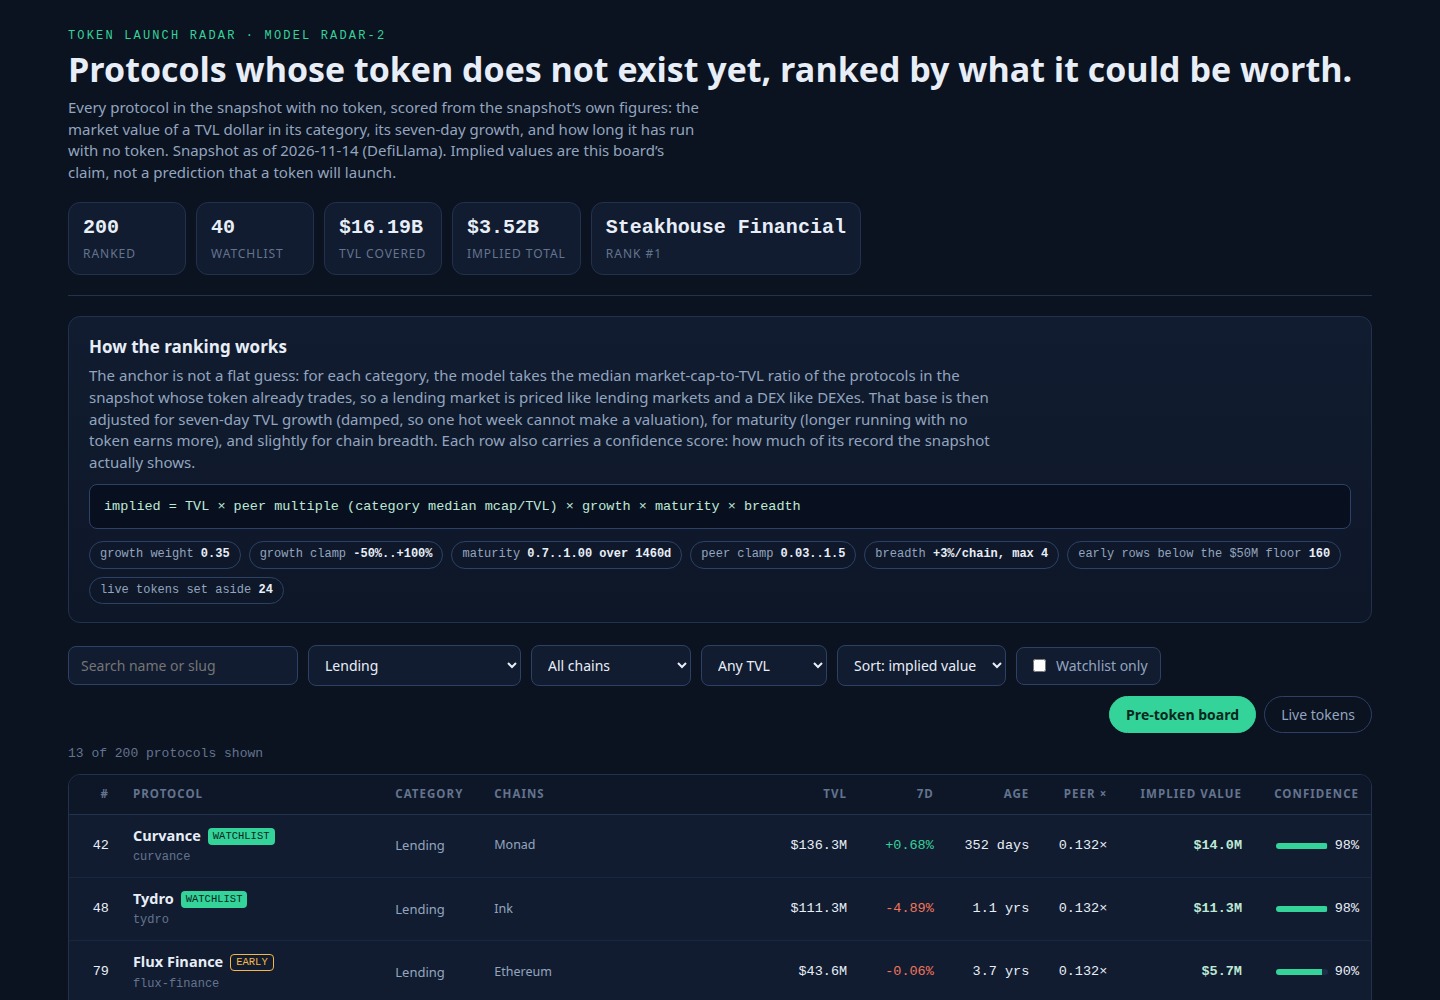 TOKEN LAUNCH RADAR · MODEL RADAR-2
Protocols whose token does not exist yet, ranked by what it could be worth.
Every protocol in the snapshot with no token, scored from the snapshot’s own figures: the
market value of a TVL dollar in its category, its seven-day growth, and how long it has run
with no token. Snapshot as of 2026-11-14 (DefiLlama). Implied values are this board’s
claim, not a prediction that a token will launch.
200
RANKED
40
WATCHLIST
$16.19B
TVL COVERED
$3.52B
IMPLIED TOTAL
Steakhouse Financial
RANK #1
How the ranking works
The anchor is not a flat guess: for each category, the model takes the median market-cap-to-TVL ratio of the protocols in the
snapshot whose token already trades, so a lending market is priced like lending markets and a DEX like DEXes. That base is then
adjusted for seven-day TVL growth (damped, so one hot week cannot make a valuation), for maturity (longer running with no
token earns more), and slightly for chain breadth. Each row also carries a confidence score: how much of its record the snapshot
actually shows.
implied = TVL × peer multiple (category median mcap/TVL) × growth × maturity × breadth
growth weight 0.35
growth clamp -50%..+100%
maturity 0.7..1.00 over 1460d
peer clamp 0.03..1.5
breadth +3%/chain, max 4
early rows below the $50M floor 160
live tokens set aside 24
Search name or slug
Lending
All chains
Any TVL
Sort: implied value
Watchlist only
Pre-token board
Live tokens
13 of 200 protocols shown
# PROTOCOL CATEGORY CHAINS TVL 7D AGE PEER × IMPLIED VALUE CONFIDENCE
42 Curvance WATCHLIST Lending Monad $136.3M +0.68% 352 days 0.132× $14.0M 98%
curvance
48 Tydro WATCHLIST Lending Ink $111.3M -4.89% 1.1 yrs 0.132× $11.3M 98%
tydro
79 Flux Finance EARLY Lending Ethereum $43.6M -0.06% 3.7 yrs 0.132× $5.7M 90%
flux-finance